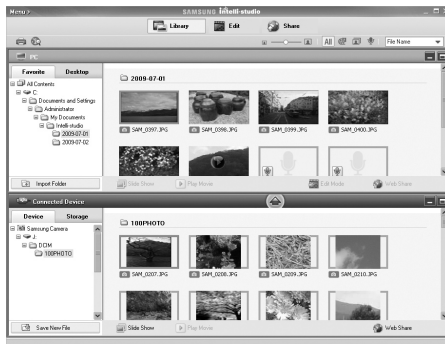 Menu >
SAMSUNG Intelli-studio
Library Edit Share
All File Name
PC
Favorite Desktop
All Contents
C:
Documents and Settings
Administrator
My Documents
Intelli-studio
2009-07-01
2009-07-02
2009-07-01
SAM_0397.JPG SAM_0398.JPG SAM_0399.JPG SAM_0400.JPG
Import Folder Slide Show Play Movie Edit Mode Web Share
Connected Device
Device Storage
Samsung Camera
J:
DCIM
100PHOTO
100PHOTO
SAM_0207.JPG SAM_0208.JPG SAM_0209.JPG SAM_0210.JPG
Save New File Slide Show Play Movie Web Share